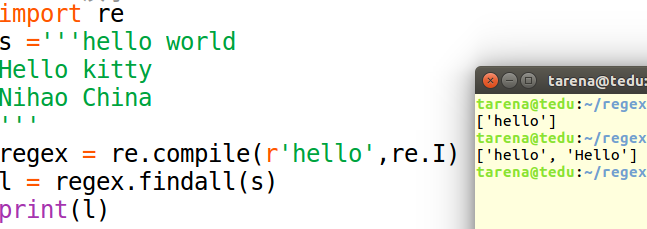 import re
s ='''hello world
Hello kitty
Nihao China
'''
regex = re.compile(r'hello',re.I)
l = regex.findall(s)
print(l)
tarena@tedu:
tarena@tedu:~/regex
['hello']
tarena@tedu:~/regex
['hello', 'Hello']
tarena@tedu:~/regex